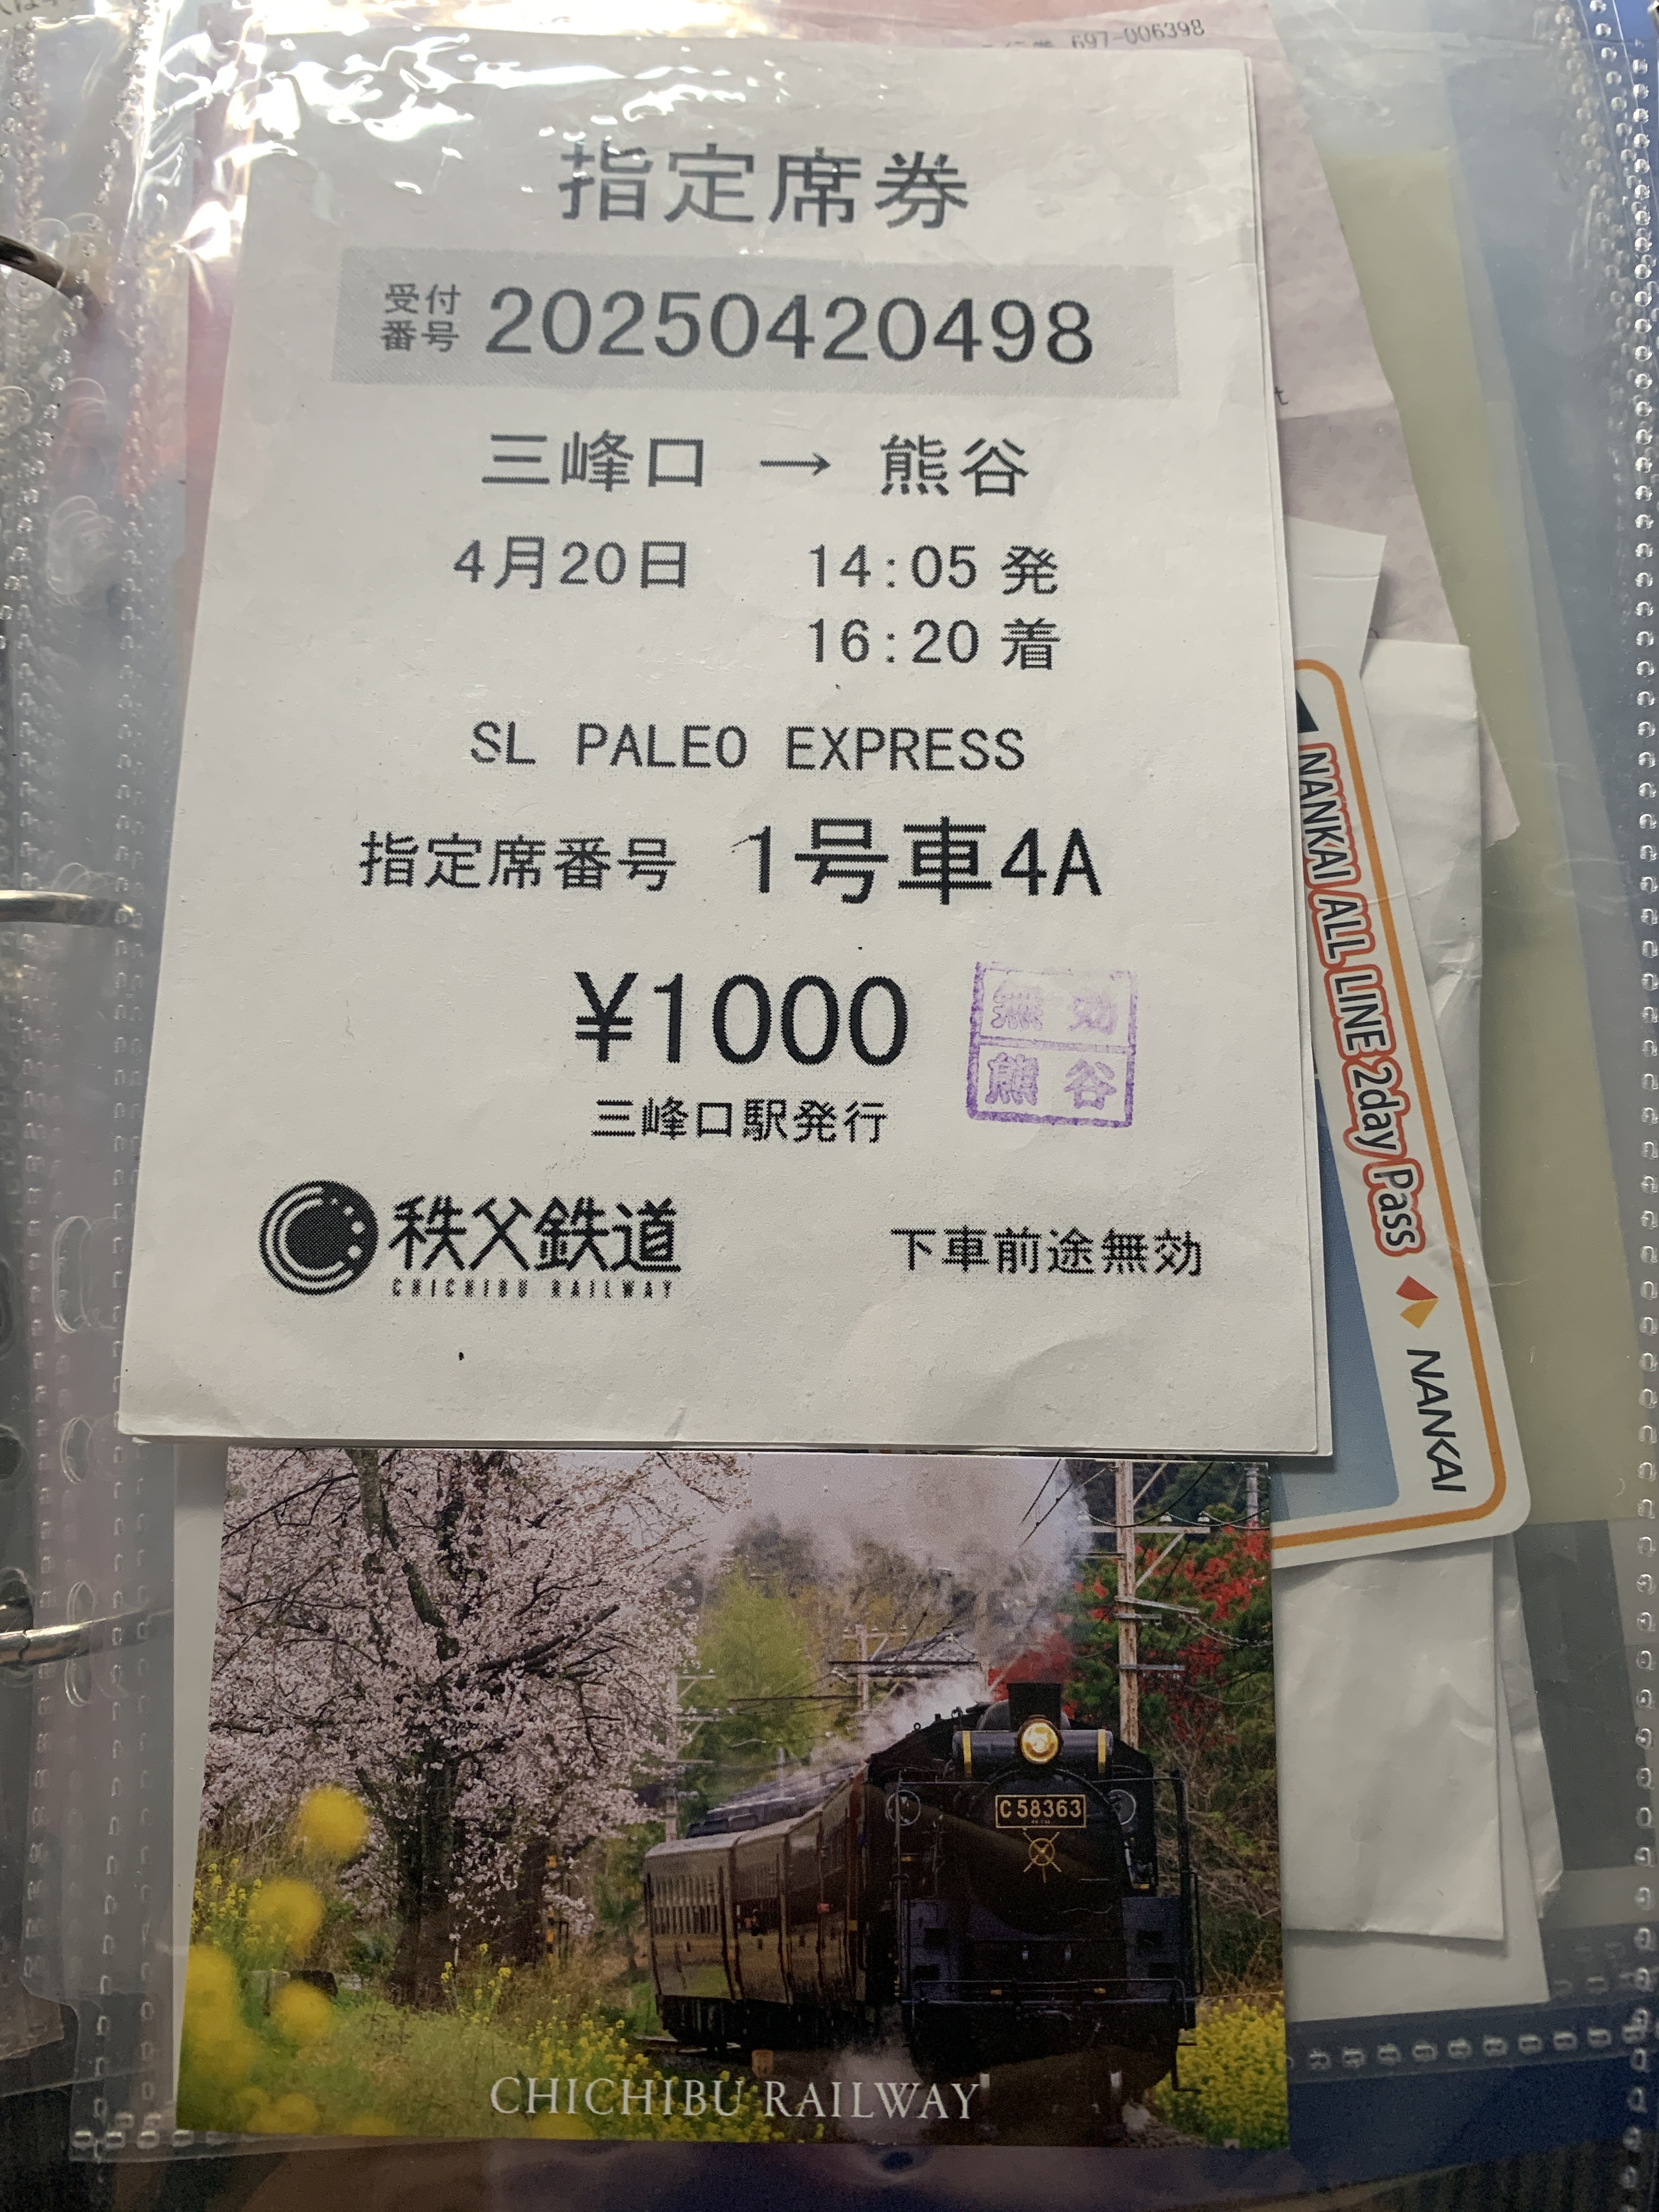 697-006398
指定席券
受付番号 20250420498
三峰口 → 熊谷
4月20日 14:05 発
16:20 着
SL PALEO EXPRESS
指定席番号 1号車4A
¥1000
無効
熊谷
三峰口駅発行
秩父鉄道
CHICHIBU RAILWAY
下車前途無効
NANKAI ALL LINE 2day Pass
NANKAI
C58363
CHICHIBU RAILWAY